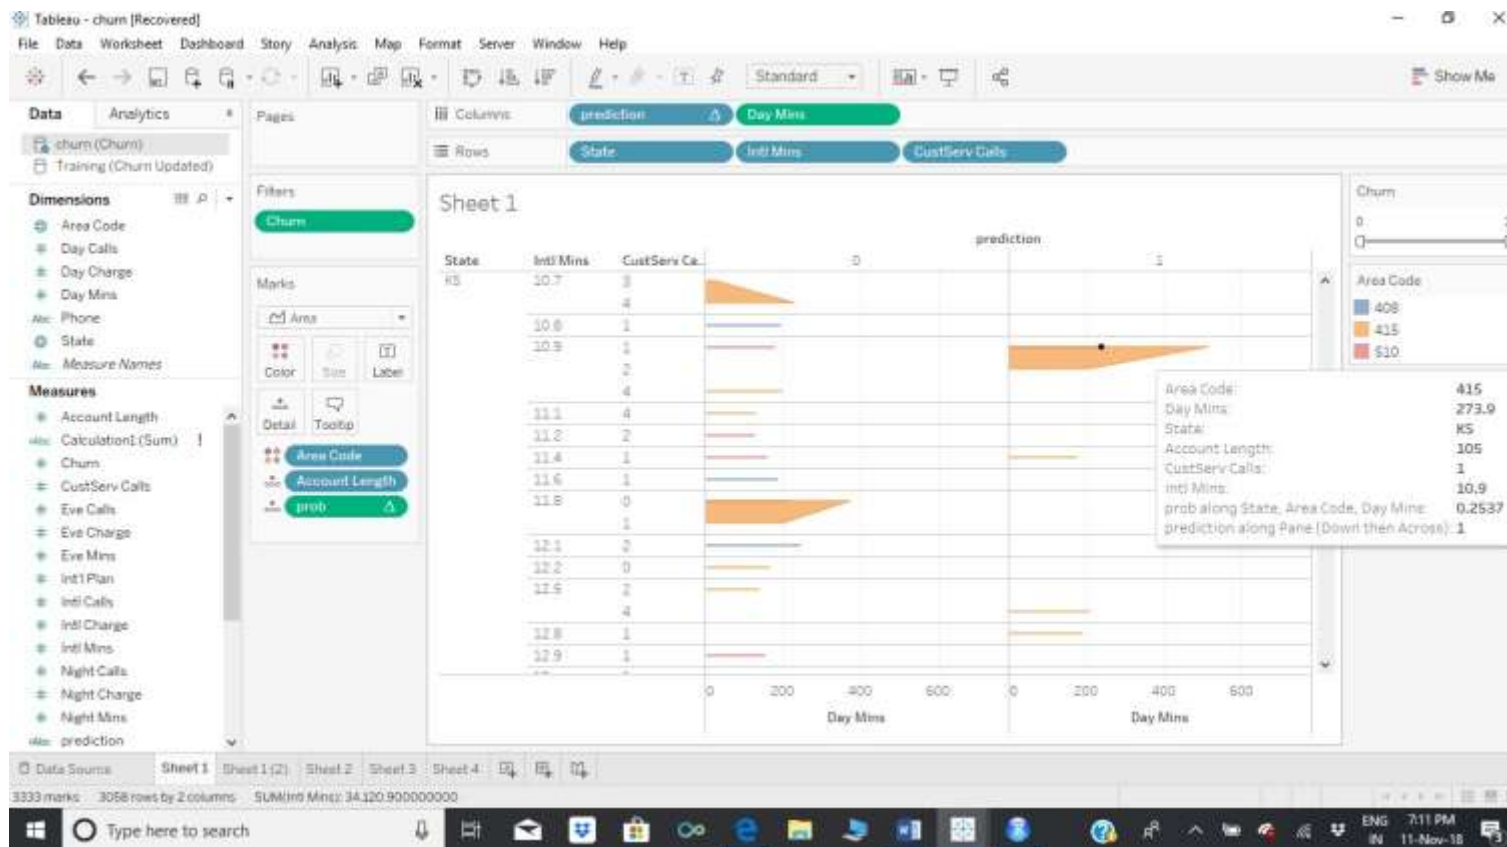 Tableau - churn [Recovered]
File Data Worksheet Dashboard Story Analysis Map Format Server Window Help
Standard
Show Me
Data Analytics
churn (Churn)
Training (Churn Updated)
Dimensions
Area Code
Day Calls
Day Charge
Day Mins
Abc Phone
State
Abc Measure Names
Measures
Account Length
Calculation1 (Sum) !
Churn
CustServ Calls
Eve Calls
Eve Charge
Eve Mins
Int'l Plan
Intl Calls
Intl Charge
Intl Mins
Night Calls
Night Charge
Night Mins
prediction
Pages
Filters
Churn
Marks
Area
Color Size Label
Detail Tooltip
Area Code
Account Length
prob
Columns prediction Day Mins
Rows State Intl Mins CustServ Calls
Sheet 1
prediction
State Intl Mins CustServ Ca.. 0 1
KS 10.7 3
4
10.8 1
10.9 1
2
4
11.1 4
11.2 2
11.4 1
11.6 1
11.8 0
1
12.1 2
12.2 0
12.5 2
4
12.8 1
12.9 1
0 200 400 600 0 200 400 600
Day Mins Day Mins
Churn
0
Area Code
408
415
510
Area Code: 415
Day Mins: 273.9
State: KS
Account Length: 105
CustServ Calls: 1
Intl Mins: 10.9
prob along State, Area Code, Day Mins: 0.2537
prediction along Pane (Down then Across): 1
Data Source Sheet 1 Sheet 1 (2) Sheet 2 Sheet 3 Sheet 4
3333 marks 3058 rows by 2 columns SUM(Intl Mins): 34,120.900000000
Type here to search
ENG 7:11 PM
IN 11-Nov-18